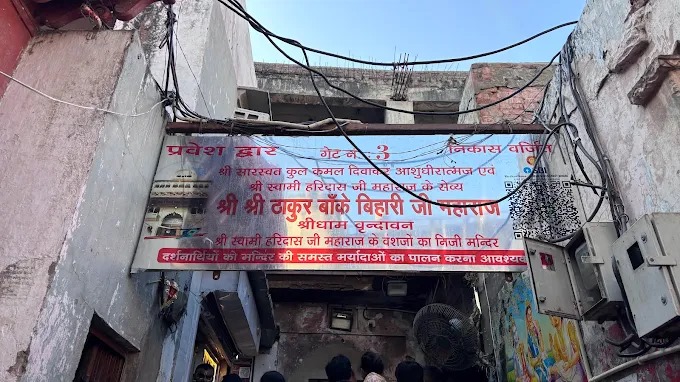 प्रवेश द्वार गेट नं.- 3 निकास वर्जित
श्री सारस्वत कुल कमल दिवाकर आशुधीरात्मज एवं
श्री स्वामी हरिदास जी महाराज के सेव्य
श्री श्री ठाकुर बाँके बिहारी जी महाराज
श्रीधाम वृन्दावन
श्री स्वामी हरिदास जी महाराज के वंशजो का निजी मन्दिर
दर्शनार्थियों को मन्दिर की समस्त मर्यादाओं का पालन करना आवश्यक